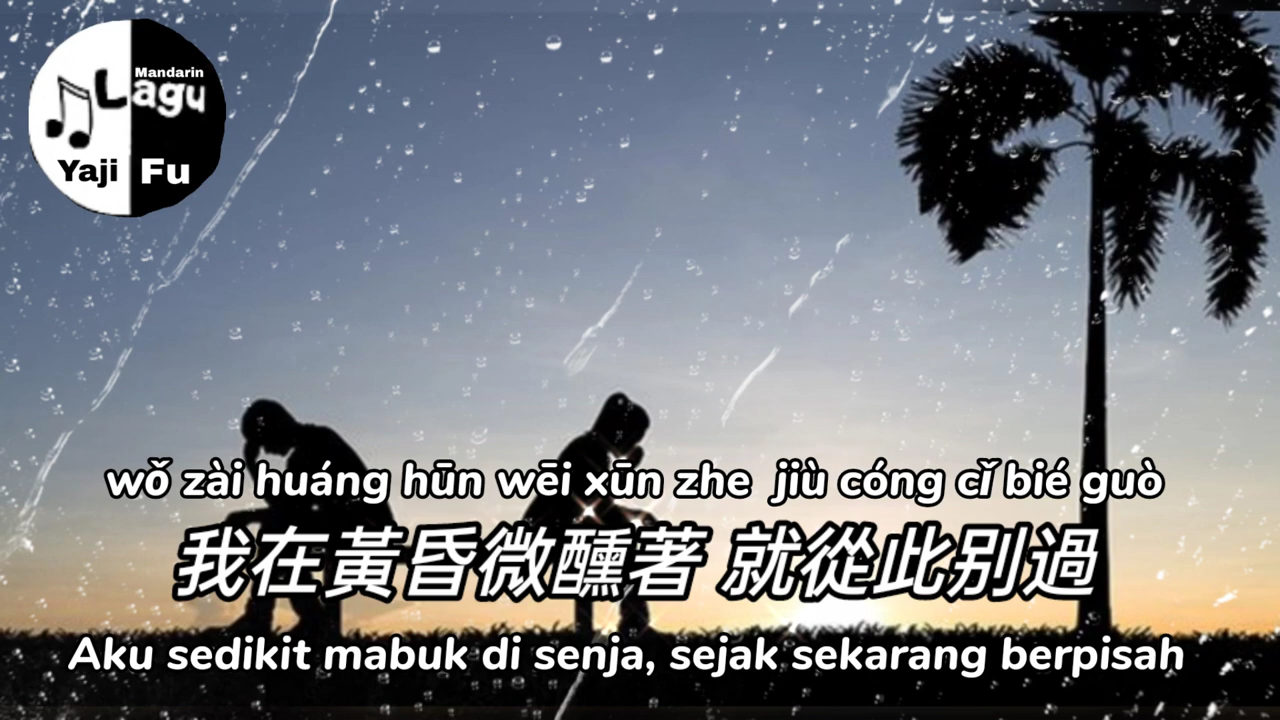 Mandarin
Lagu
Yaji Fu
wǒ zài huáng hūn wēi xūn zhe jiù cóng cǐ bié guò
我在黃昏微醺著 就從此别過
Aku sedikit mabuk di senja, sejak sekarang berpisah